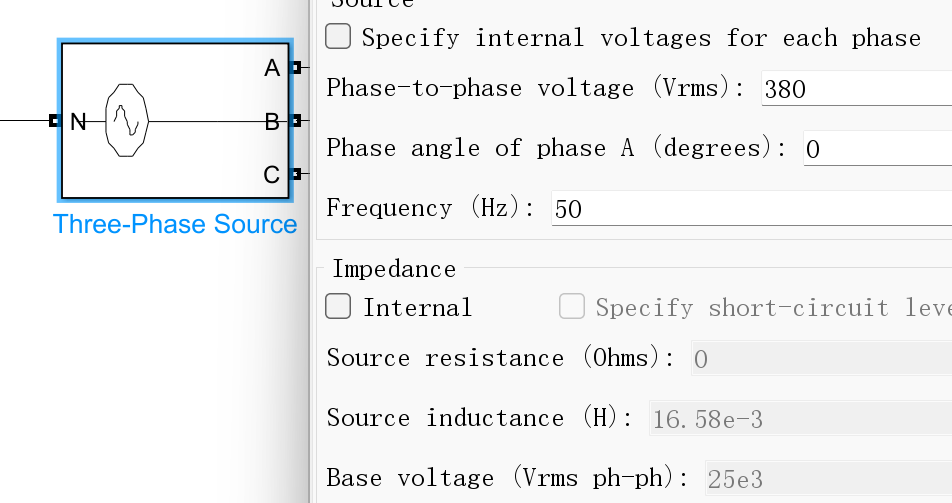 Source
Specify internal voltages for each phase
A
Phase-to-phase voltage (Vrms): 380
N
B
Phase angle of phase A (degrees): 0
C
Three-Phase Source
Frequency (Hz): 50
Impedance
Internal
Specify short-circuit leve
Source resistance (Ohms): 0
Source inductance (H): 16.58e-3
Base voltage (Vrms ph-ph): 25e3